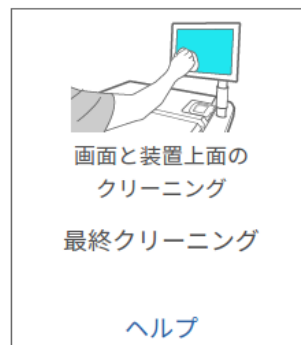 画面と装置上面の
クリーニング
最終クリーニング
ヘルプ